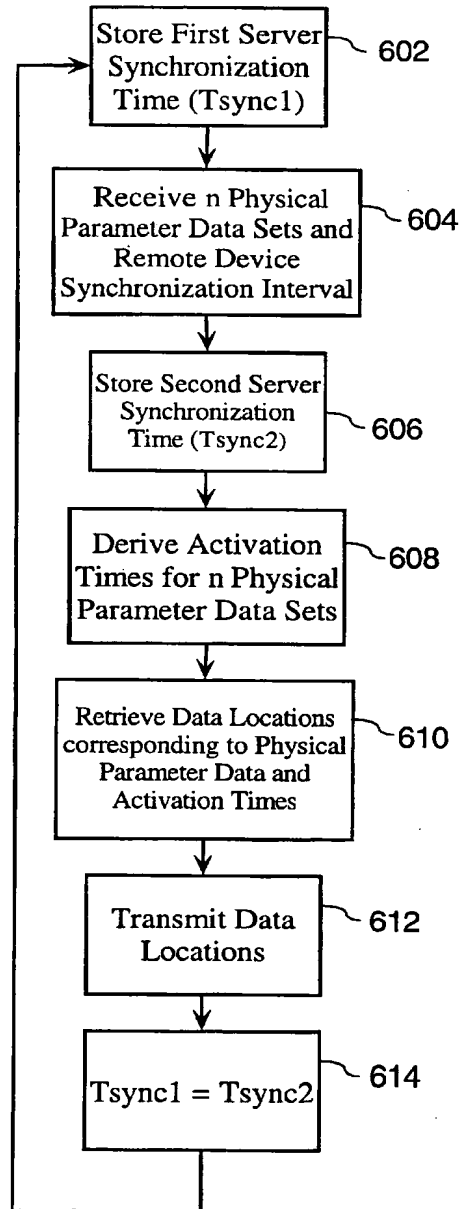 Store First Server
Synchronization
Time (Tsync1)
602
Receive n Physical
Parameter Data Sets and
Remote Device
Synchronization Interval
604
Store Second Server
Synchronization
Time (Tsync2)
606
Derive Activation
Times for n Physical
Parameter Data Sets
608
Retrieve Data Locations
corresponding to Physical
Parameter Data and
Activation Times
610
Transmit Data
Locations
612
Tsync1 = Tsync2
614